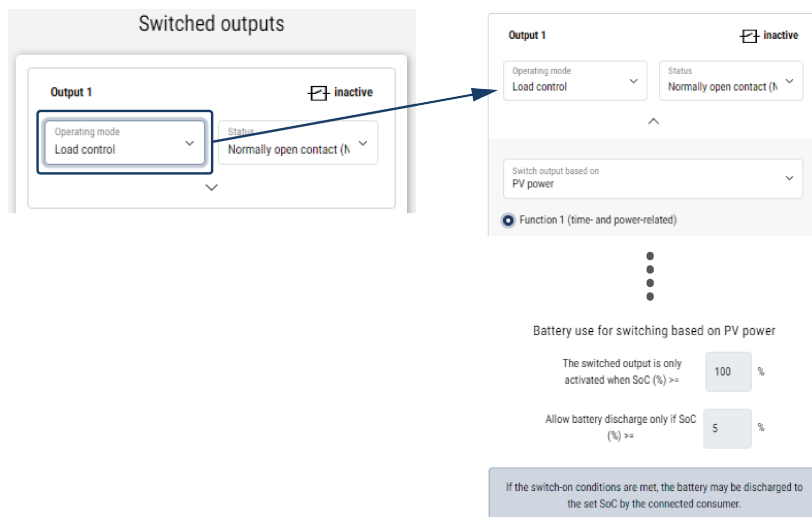 Switched outputs
Output 1
inactive
Operating mode
Load control
Status
Normally open contact (N
Output 1
inactive
Operating mode
Load control
Status
Normally open contact (N
Switch output based on
PV power
Function 1 (time- and power-related)
Battery use for switching based on PV power
The switched output is only
activated when SoC (%) >=
100 %
Allow battery discharge only if SoC
(%) >=
5 %
If the switch-on conditions are met, the battery may be discharged to
the set SoC by the connected consumer.